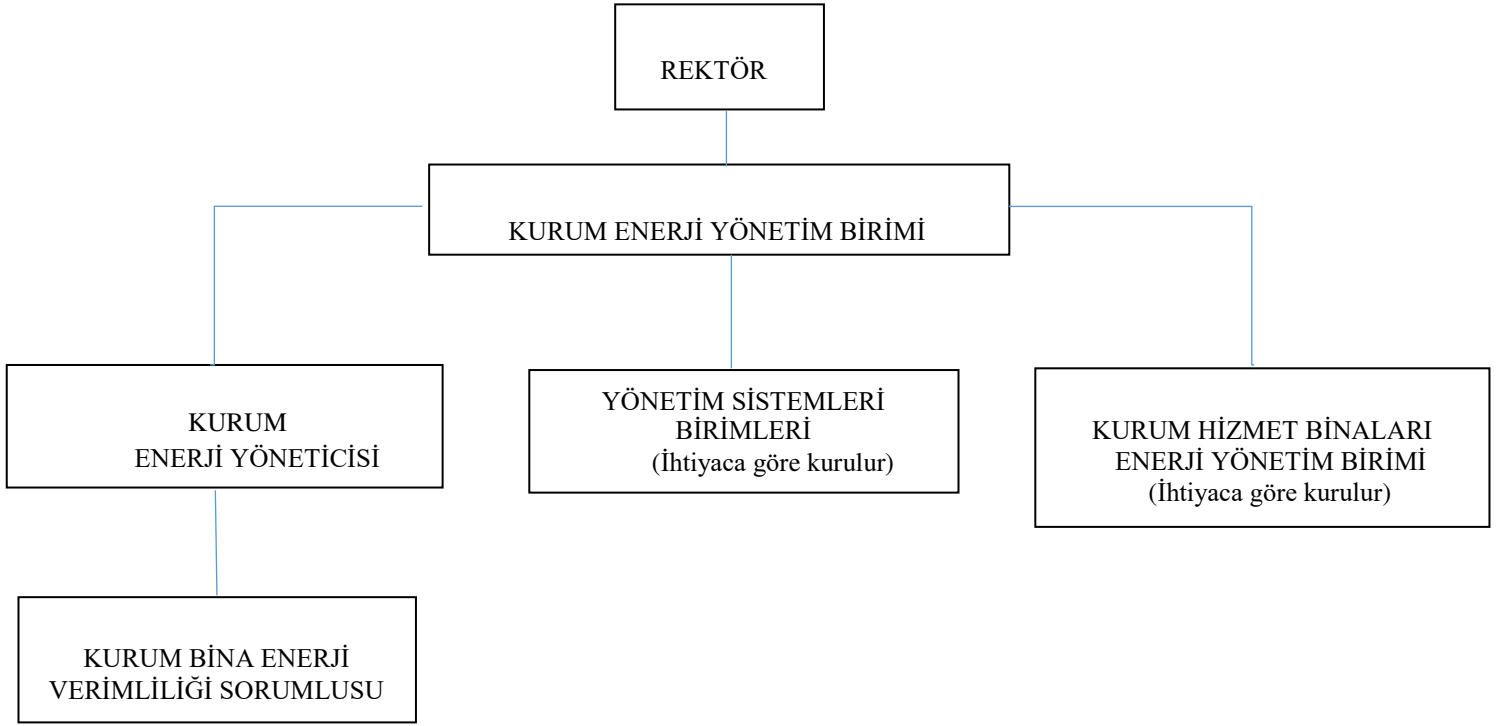 REKTÖR
KURUM ENERJİ YÖNETİM BİRİMİ
KURUM
ENERJİ YÖNETİCİSİ
YÖNETİM SİSTEMLERİ
BİRİMLERİ
(İhtiyaca göre kurulur)
KURUM HİZMET BİNALARI
ENERJİ YÖNETİM BİRİMİ
(İhtiyaca göre kurulur)
KURUM BİNA ENERJİ
VERİMLİLİĞİ SORUMLUSU